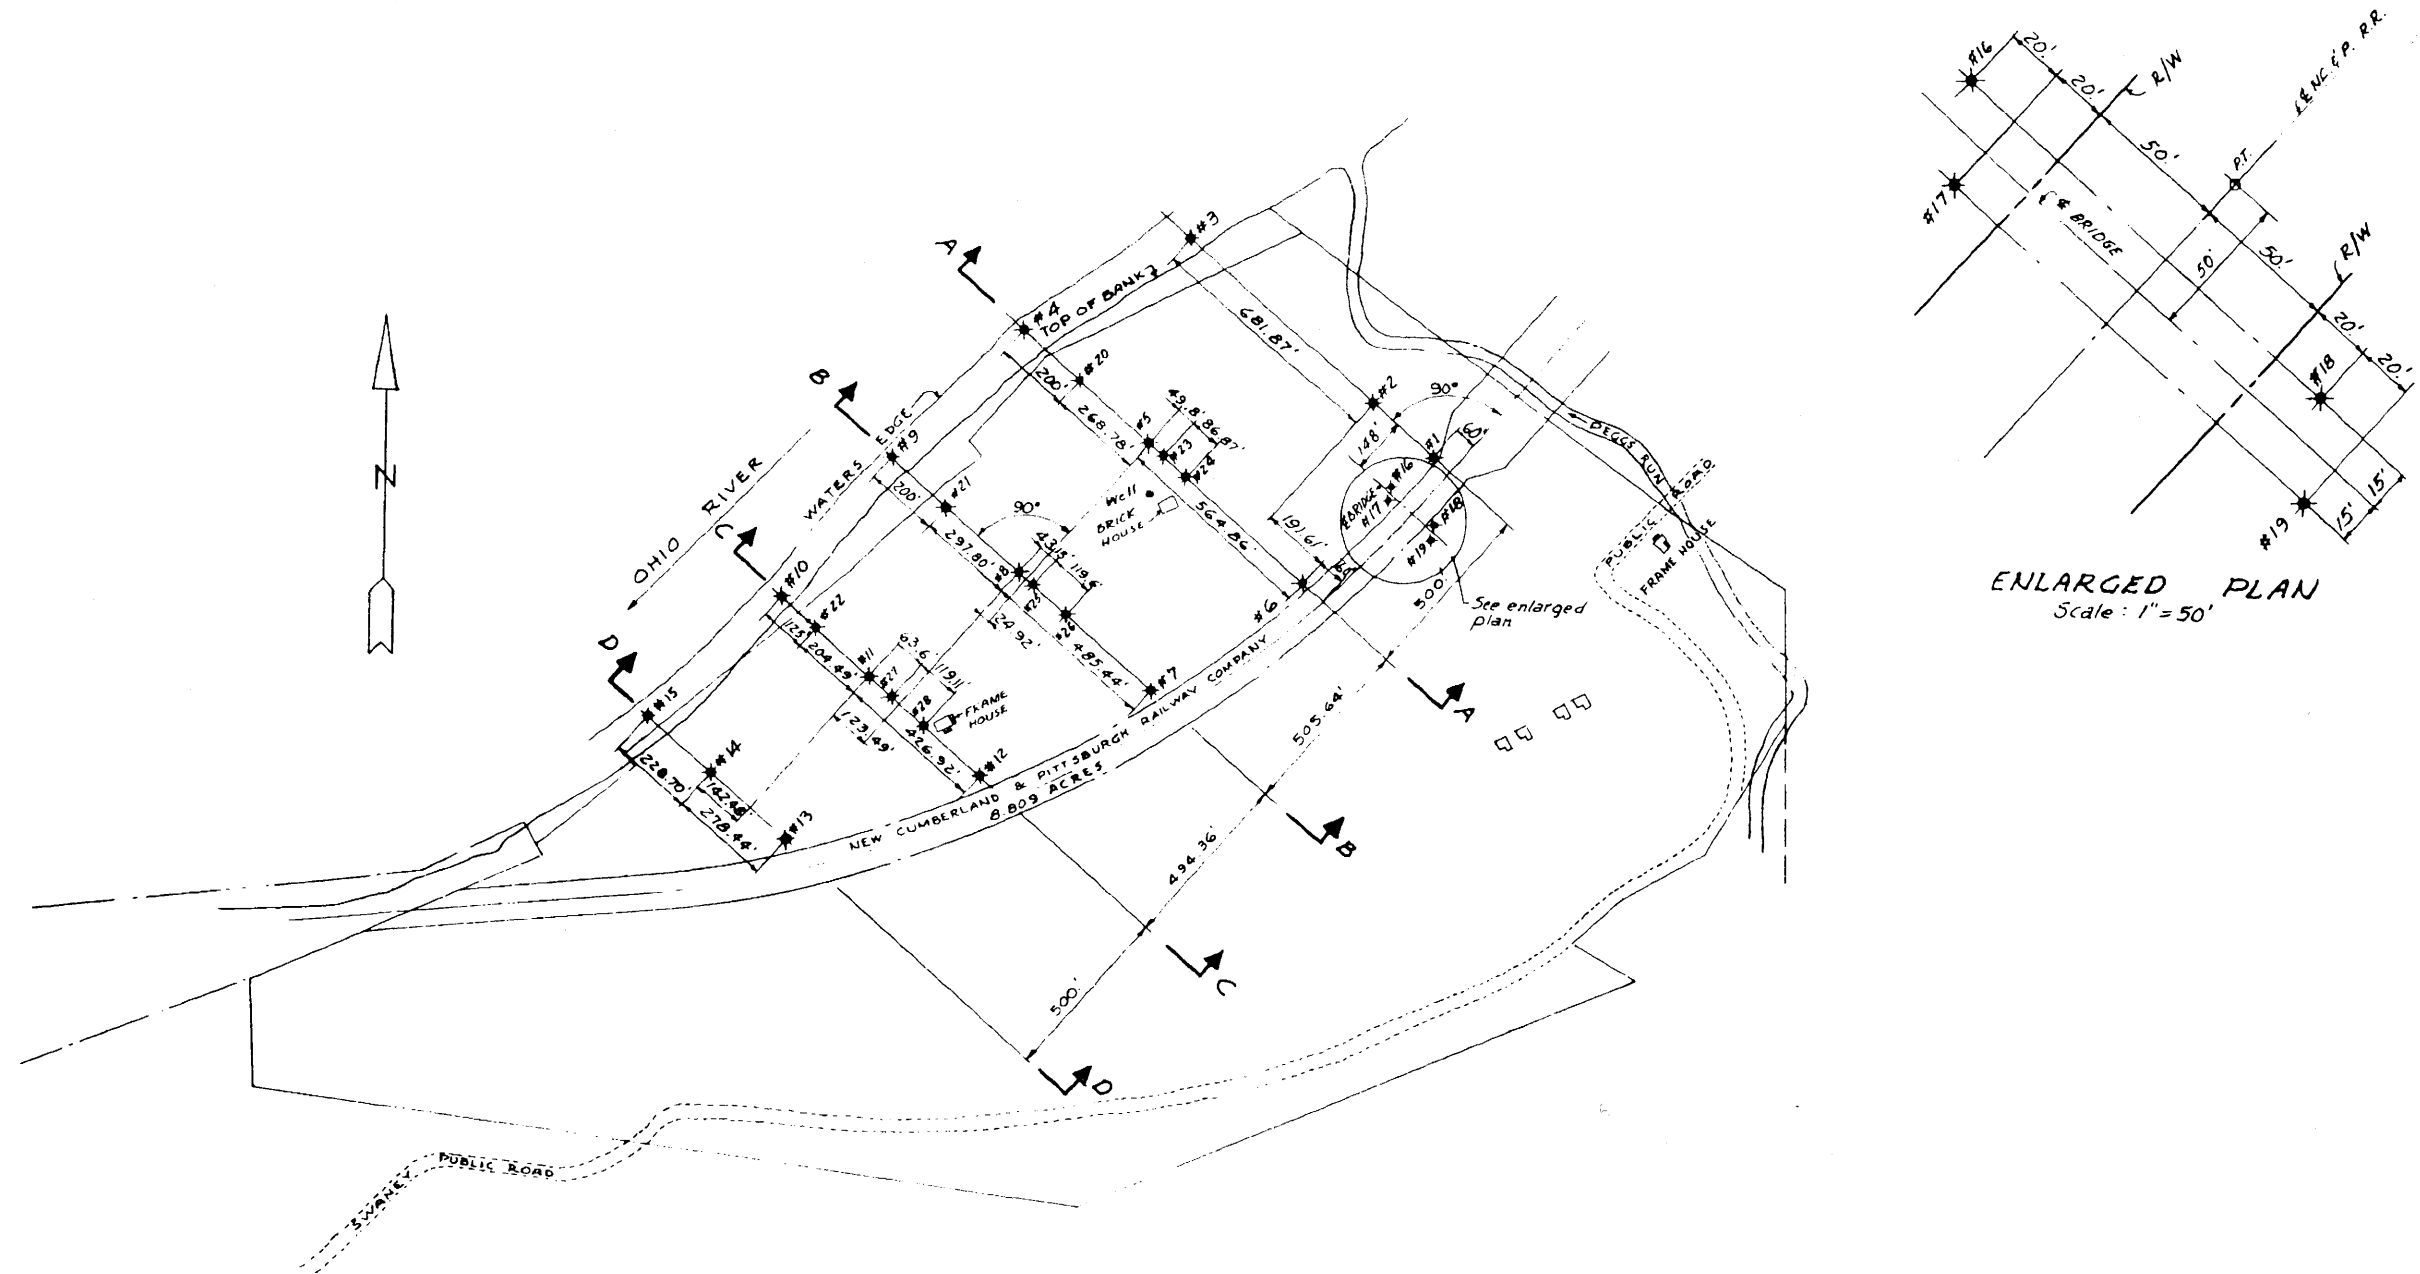 #3
A
#4
TOP OF BANK
681.87'
#20
200'
268.78'
#5
49.8'
86.87'
#23
#24
#2
90°
148'
#1
B
WATERS EDGE
#9
OHIO RIVER
200'
#21
90°
297.80'
Well
BRICK
HOUSE
564.86'
191.61'
℄ BRIDGE
#16
#17
#18
#19
BEGGS RUN
PUBLIC ROAD
FRAME HOUSE
N
C
#10
#22
125'
204.49'
#8
43.15'
119.6'
#25
#26
24.92'
485.44'
#7
#6
500'
See enlarged
plan
D
#15
#14
228.70'
142.48'
278.44'
#13
#11
63.6'
119.11'
#27
#28
123.49'
426.92'
FRAME
HOUSE
#12
NEW CUMBERLAND & PITTSBURGH RAILWAY COMPANY
8.809 ACRES
505.64'
A
494.36'
B
500'
C
D
SWANEY PUBLIC ROAD
#16
20'
20'
R/W
℄ N.C. & P. R.R.
50'
P.T.
#17
℄ BRIDGE
50'
50'
R/W
20'
20'
#18
15'
15'
#19
ENLARGED PLAN
Scale: 1"=50'